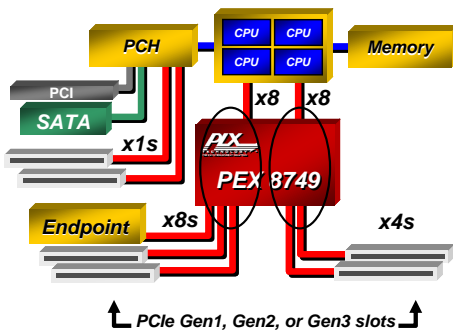 PCH
CPU CPU
CPU CPU
Memory
PCI
SATA
x8 x8
x1s
PLX
TECHNOLOGY
PEX 8749
Endpoint
x8s
x4s
PCIe Gen1, Gen2, or Gen3 slots